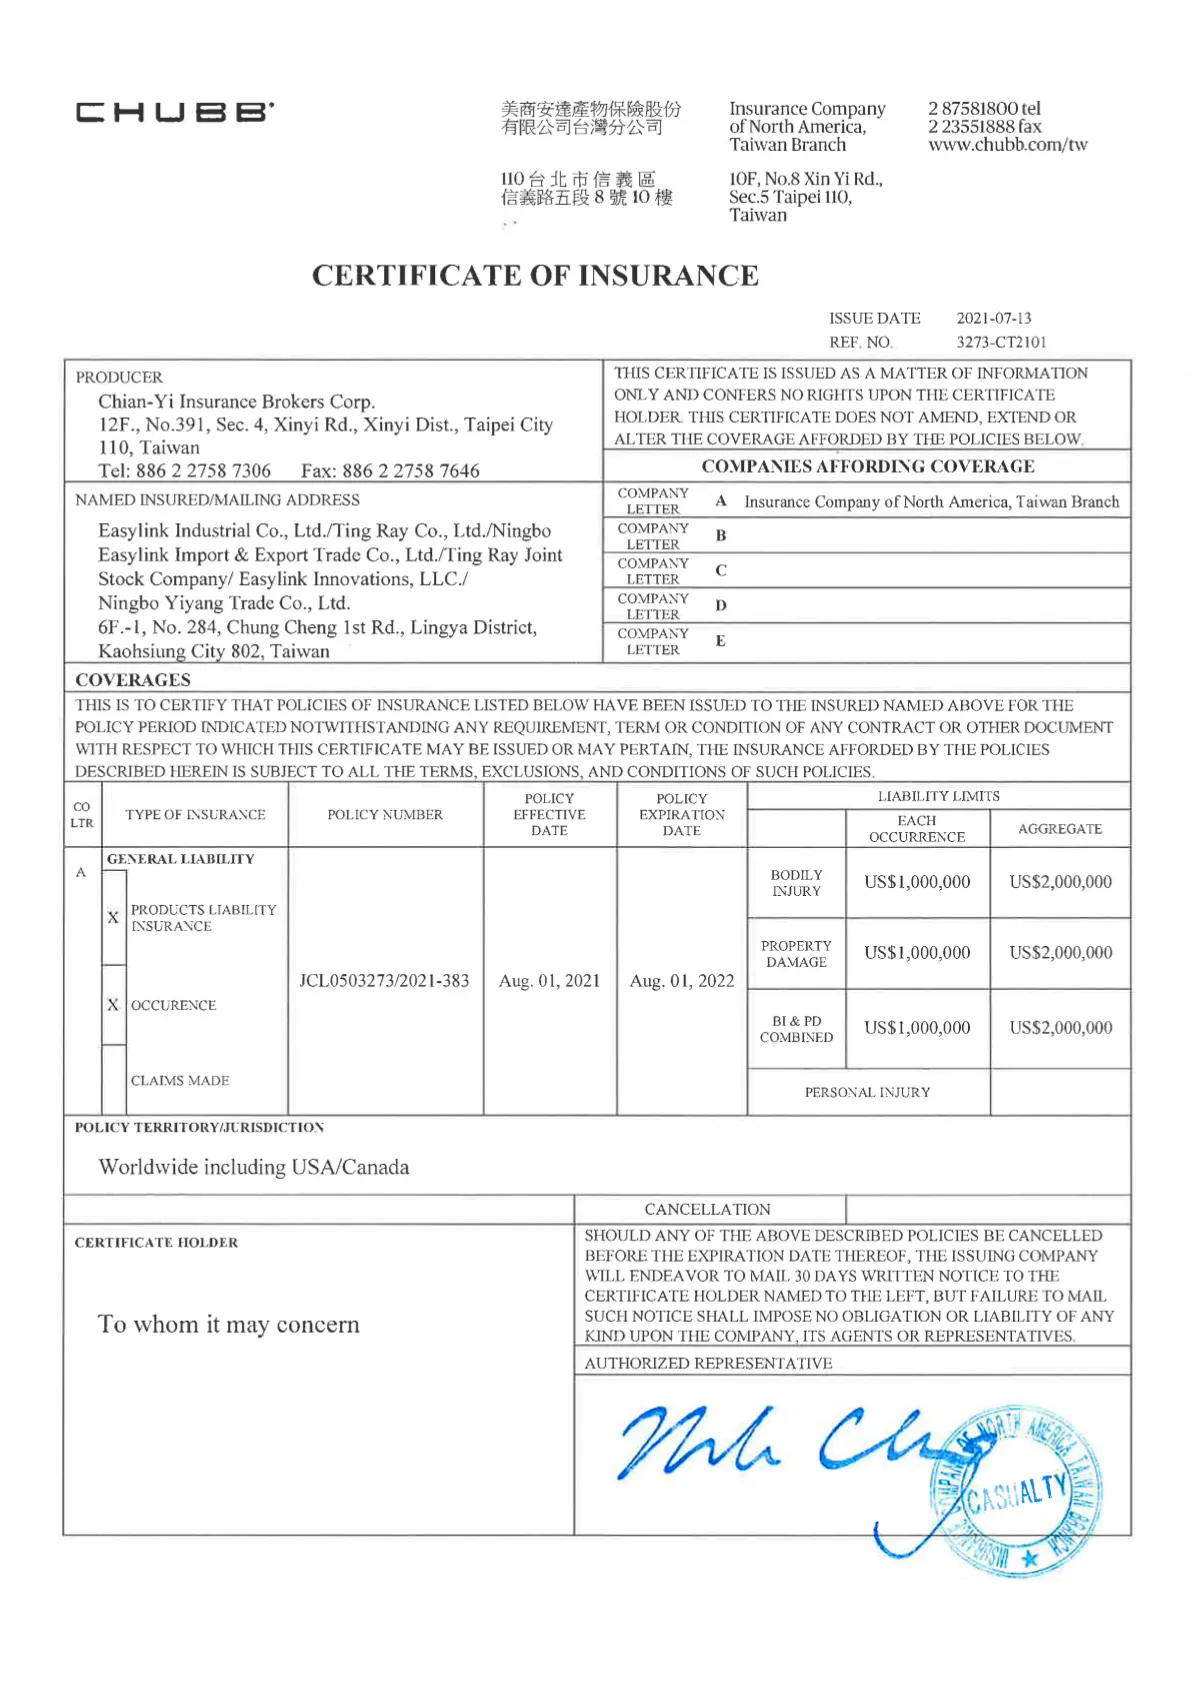 CHUBB
美商安達產物保險股份
有限公司台灣分公司
110 台 北 市 信 義 區
信義路五段 8 號 10 樓
Insurance Company
of North America,
Taiwan Branch
10F, No.8 Xin Yi Rd.,
Sec.5 Taipei 110,
Taiwan
2 87581800 tel
2 23551888 fax
www.chubb.com/tw
CERTIFICATE OF INSURANCE
ISSUE DATE 2021-07-13
REF. NO. 3273-CT2101
PRODUCER
Chian-Yi Insurance Brokers Corp.
12F., No.391, Sec. 4, Xinyi Rd., Xinyi Dist., Taipei City
110, Taiwan
Tel: 886 2 2758 7306 Fax: 886 2 2758 7646
THIS CERTIFICATE IS ISSUED AS A MATTER OF INFORMATION
ONLY AND CONFERS NO RIGHTS UPON THE CERTIFICATE
HOLDER. THIS CERTIFICATE DOES NOT AMEND, EXTEND OR
ALTER THE COVERAGE AFFORDED BY THE POLICIES BELOW.
COMPANIES AFFORDING COVERAGE
NAMED INSURED/MAILING ADDRESS
Easylink Industrial Co., Ltd./Ting Ray Co., Ltd./Ningbo
Easylink Import & Export Trade Co., Ltd./Ting Ray Joint
Stock Company/ Easylink Innovations, LLC./
Ningbo Yiyang Trade Co., Ltd.
6F.-1, No. 284, Chung Cheng 1st Rd., Lingya District,
Kaohsiung City 802, Taiwan
COMPANY
LETTER
A Insurance Company of North America, Taiwan Branch
COMPANY
LETTER
B
COMPANY
LETTER
C
COMPANY
LETTER
D
COMPANY
LETTER
E
COVERAGES
THIS IS TO CERTIFY THAT POLICIES OF INSURANCE LISTED BELOW HAVE BEEN ISSUED TO THE INSURED NAMED ABOVE FOR THE
POLICY PERIOD INDICATED NOTWITHSTANDING ANY REQUIREMENT, TERM OR CONDITION OF ANY CONTRACT OR OTHER DOCUMENT
WITH RESPECT TO WHICH THIS CERTIFICATE MAY BE ISSUED OR MAY PERTAIN, THE INSURANCE AFFORDED BY THE POLICIES
DESCRIBED HEREIN IS SUBJECT TO ALL THE TERMS, EXCLUSIONS, AND CONDITIONS OF SUCH POLICIES.
CO
LTR
TYPE OF INSURANCE
POLICY NUMBER
POLICY
EFFECTIVE
DATE
POLICY
EXPIRATION
DATE
LIABILITY LIMITS
EACH
OCCURRENCE
AGGREGATE
A
GENERAL LIABILITY
X PRODUCTS LIABILITY
INSURANCE
X OCCURENCE
CLAIMS MADE
JCL0503273/2021-383
Aug. 01, 2021
Aug. 01, 2022
BODILY
INJURY
US$1,000,000
US$2,000,000
PROPERTY
DAMAGE
US$1,000,000
US$2,000,000
BI & PD
COMBINED
US$1,000,000
US$2,000,000
PERSONAL INJURY
POLICY TERRITORY/JURISDICTION
Worldwide including USA/Canada
CANCELLATION
CERTIFICATE HOLDER
To whom it may concern
SHOULD ANY OF THE ABOVE DESCRIBED POLICIES BE CANCELLED
BEFORE THE EXPIRATION DATE THEREOF, THE ISSUING COMPANY
WILL ENDEAVOR TO MAIL 30 DAYS WRITTEN NOTICE TO THE
CERTIFICATE HOLDER NAMED TO THE LEFT, BUT FAILURE TO MAIL
SUCH NOTICE SHALL IMPOSE NO OBLIGATION OR LIABILITY OF ANY
KIND UPON THE COMPANY, ITS AGENTS OR REPRESENTATIVES.
AUTHORIZED REPRESENTATIVE
INSURANCE COMPANY OF NORTH AMERICA TAIWAN BRANCH
CASUALTY